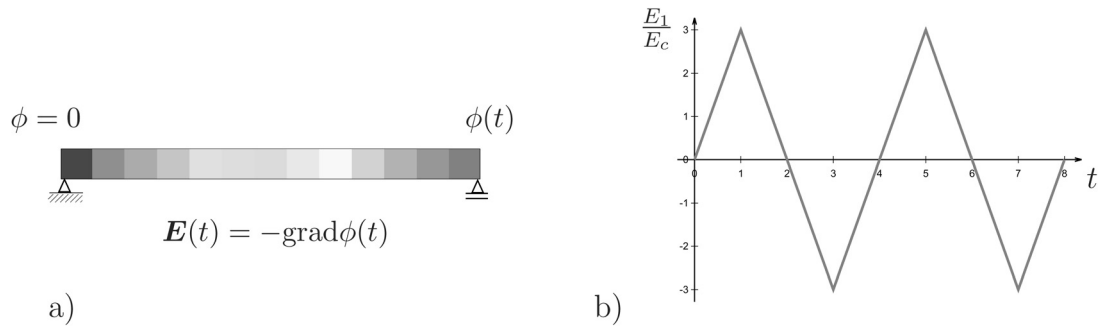 ϕ = 0
ϕ(t)
E(t) = −gradϕ(t)
a)
E₁/E_c
3
2
1
0
-1
-2
-3
0 1 2 3 4 5 6 7 8
t
b)